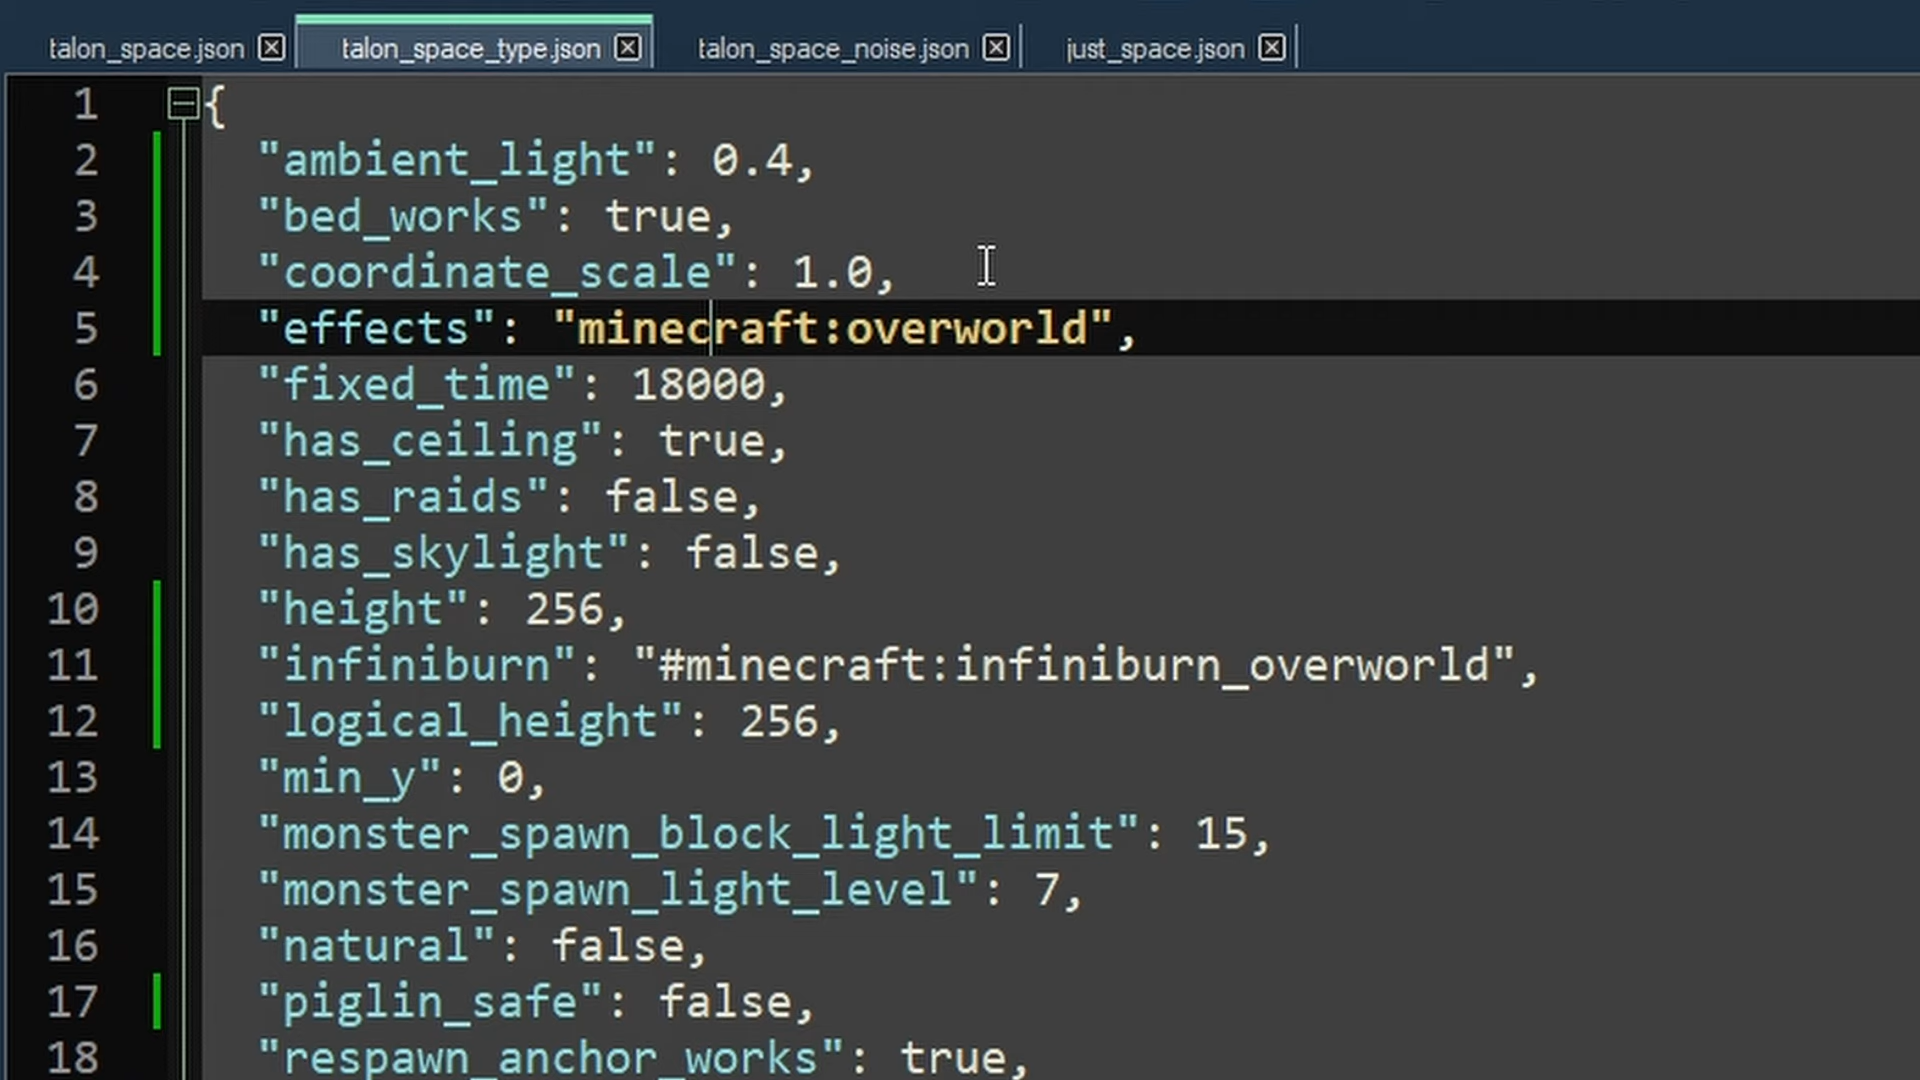 talon_space.json talon_space_type.json talon_space_noise.json just_space.json
1 {
2 "ambient_light": 0.4,
3 "bed_works": true,
4 "coordinate_scale": 1.0,
5 "effects": "minecraft:overworld",
6 "fixed_time": 18000,
7 "has_ceiling": true,
8 "has_raids": false,
9 "has_skylight": false,
10 "height": 256,
11 "infiniburn": "#minecraft:infiniburn_overworld",
12 "logical_height": 256,
13 "min_y": 0,
14 "monster_spawn_block_light_limit": 15,
15 "monster_spawn_light_level": 7,
16 "natural": false,
17 "piglin_safe": false,
18 "respawn_anchor_works": true,